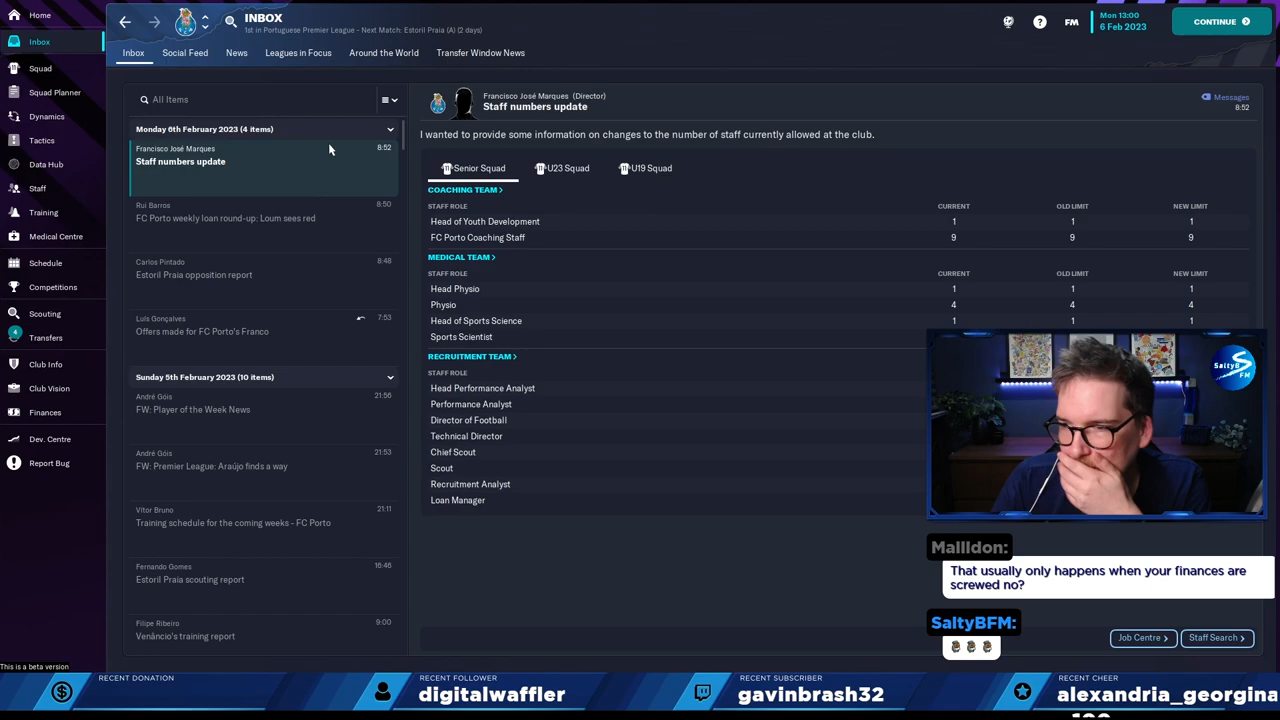 Home
INBOX
1st in Portuguese Premier League - Next Match: Estoril Praia (A) (2 days)
FM
Mon 13:00
6 Feb 2023
CONTINUE
Inbox
Squad
Squad Planner
Dynamics
Tactics
Data Hub
Staff
Training
Medical Centre
Schedule
Competitions
Scouting
4
Transfers
Club Info
Club Vision
Finances
Dev. Centre
Report Bug
This is a beta version
Inbox
Social Feed
News
Leagues in Focus
Around the World
Transfer Window News
All Items
Monday 6th February 2023 (4 items)
Francisco José Marques 8:52
Staff numbers update
Rui Barros 8:50
FC Porto weekly loan round-up: Loum sees red
Carlos Pintado 8:48
Estoril Praia opposition report
Luís Gonçalves 7:53
Offers made for FC Porto's Franco
Sunday 5th February 2023 (10 items)
André Góis 21:56
FW: Player of the Week News
André Góis 21:53
FW: Premier League: Araújo finds a way
Vítor Bruno 21:11
Training schedule for the coming weeks - FC Porto
Fernando Gomes 16:46
Estoril Praia scouting report
Filipe Ribeiro 9:00
Venâncio's training report
Francisco José Marques (Director)
Staff numbers update
Messages
8:52
I wanted to provide some information on changes to the number of staff currently allowed at the club.
Senior Squad
U23 Squad
U19 Squad
COACHING TEAM
STAFF ROLE CURRENT OLD LIMIT NEW LIMIT
Head of Youth Development 1 1 1
FC Porto Coaching Staff 9 9 9
MEDICAL TEAM
STAFF ROLE CURRENT OLD LIMIT NEW LIMIT
Head Physio 1 1 1
Physio 4 4 4
Head of Sports Science 1 1 1
Sports Scientist
RECRUITMENT TEAM
STAFF ROLE
Head Performance Analyst
Performance Analyst
Director of Football
Technical Director
Chief Scout
Scout
Recruitment Analyst
Loan Manager
SaltyB
FM
Mallldon:
That usually only happens when your finances are
screwed no?
SaltyBFM:
Job Centre
Staff Search
RECENT DONATION
RECENT FOLLOWER
digitalwaffler
RECENT SUBSCRIBER
gavinbrash32
RECENT CHEER
alexandria_georgina